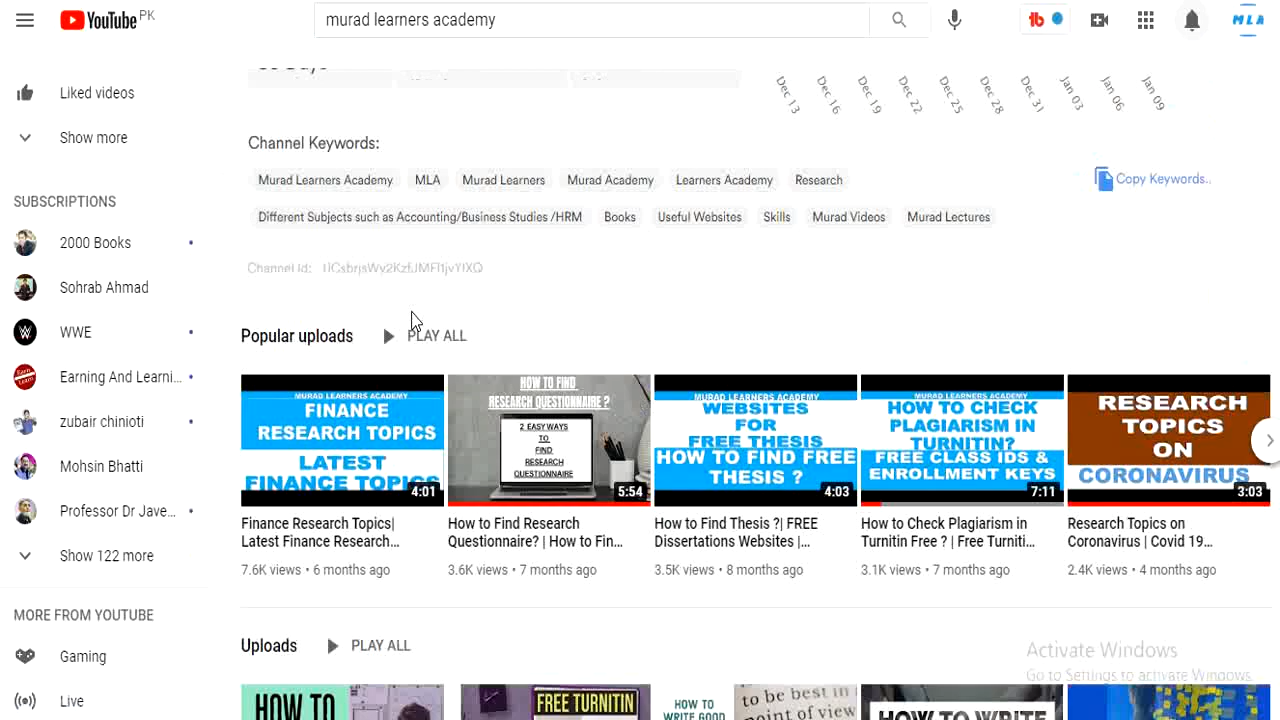 YouTube PK
murad learners academy
MLA
Liked videos
Show more
SUBSCRIPTIONS
2000 Books
Sohrab Ahmad
WWE
Earning And Learni...
zubair chinioti
Mohsin Bhatti
Professor Dr Jave...
Show 122 more
MORE FROM YOUTUBE
Gaming
Live
Dec 13
Dec 16
Dec 19
Dec 22
Dec 25
Dec 28
Dec 31
Jan 03
Jan 06
Jan 09
Channel Keywords:
Murad Learners Academy MLA Murad Learners Murad Academy Learners Academy Research
Copy Keywords..
Different Subjects such as Accounting/Business Studies /HRM Books Useful Websites Skills Murad Videos Murad Lectures
Channel Id:
Popular uploads PLAY ALL
MURAD LEARNERS ACADEMY
FINANCE
RESEARCH TOPICS
LATEST
FINANCE TOPICS
4:01
Finance Research Topics|
Latest Finance Research...
7.6K views • 6 months ago
HOW TO FIND
RESEARCH QUESTIONNAIRE ?
2 EASY WAYS
TO
FIND
RESEARCH
QUESTIONNAIRE
5:54
How to Find Research
Questionnaire? | How to Fin...
3.6K views • 7 months ago
MURAD LEARNERS ACADEMY
WEBSITES
FOR
FREE THESIS
HOW TO FIND FREE
THESIS ?
4:03
How to Find Thesis ?| FREE
Dissertations Websites |...
3.5K views • 8 months ago
MURAD LEARNERS ACADEMY
HOW TO CHECK
PLAGIARISM IN
TURNITIN?
FREE CLASS IDS &
ENROLLMENT KEYS
7:11
How to Check Plagiarism in
Turnitin Free ? | Free Turniti...
3.1K views • 7 months ago
RESEARCH
TOPICS
ON
CORONAVIRUS
3:03
Research Topics on
Coronavirus | Covid 19...
2.4K views • 4 months ago
Uploads PLAY ALL
HOW TO
FREE TURNITIN
HOW TO
WRITE GOOD
to be best in
point of view
HOW TO WRITE
Activate Windows
Go to Settings to activate Windows.